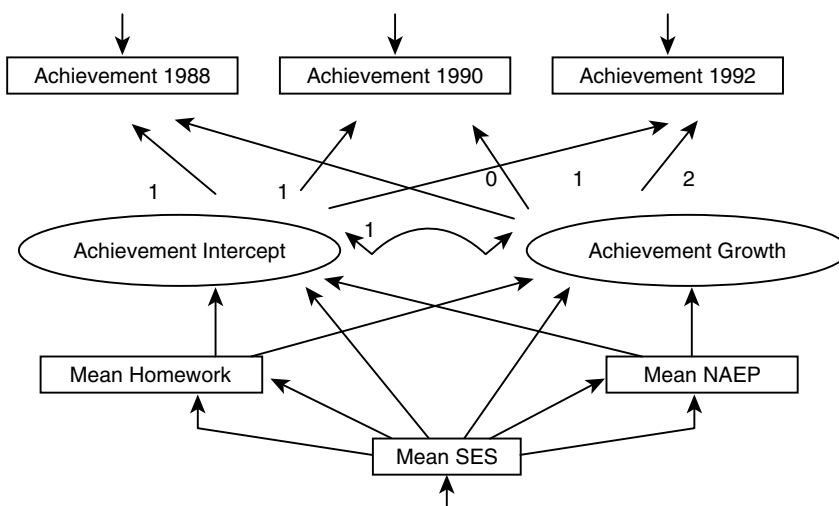 Achievement 1988
Achievement 1990
Achievement 1992
1
1
0
1
2
1
Achievement Intercept
Achievement Growth
Mean Homework
Mean NAEP
Mean SES